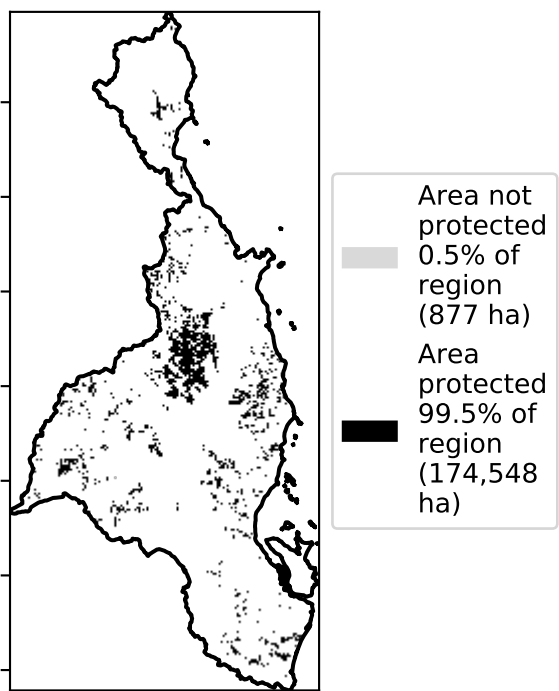 Area not
protected
0.5% of
region
(877 ha)
Area
protected
99.5% of
region
(174,548
ha)